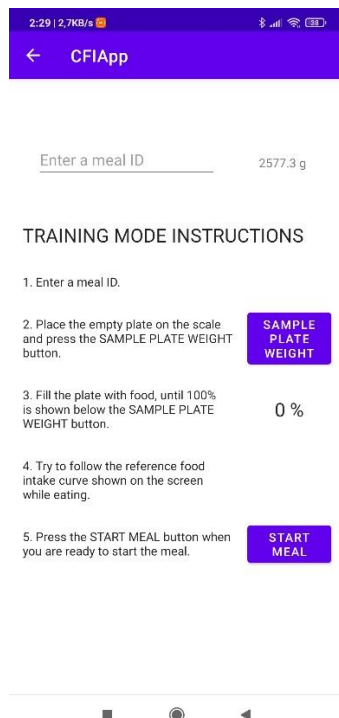 2:29 | 2,7KB/s 38
CFIApp
Enter a meal ID
2577.3 g
TRAINING MODE INSTRUCTIONS
1. Enter a meal ID.
2. Place the empty plate on the scale
and press the SAMPLE PLATE WEIGHT
button.
SAMPLE
PLATE
WEIGHT
3. Fill the plate with food, until 100%
is shown below the SAMPLE PLATE
WEIGHT button.
0 %
4. Try to follow the reference food
intake curve shown on the screen
while eating.
5. Press the START MEAL button when
you are ready to start the meal.
START
MEAL